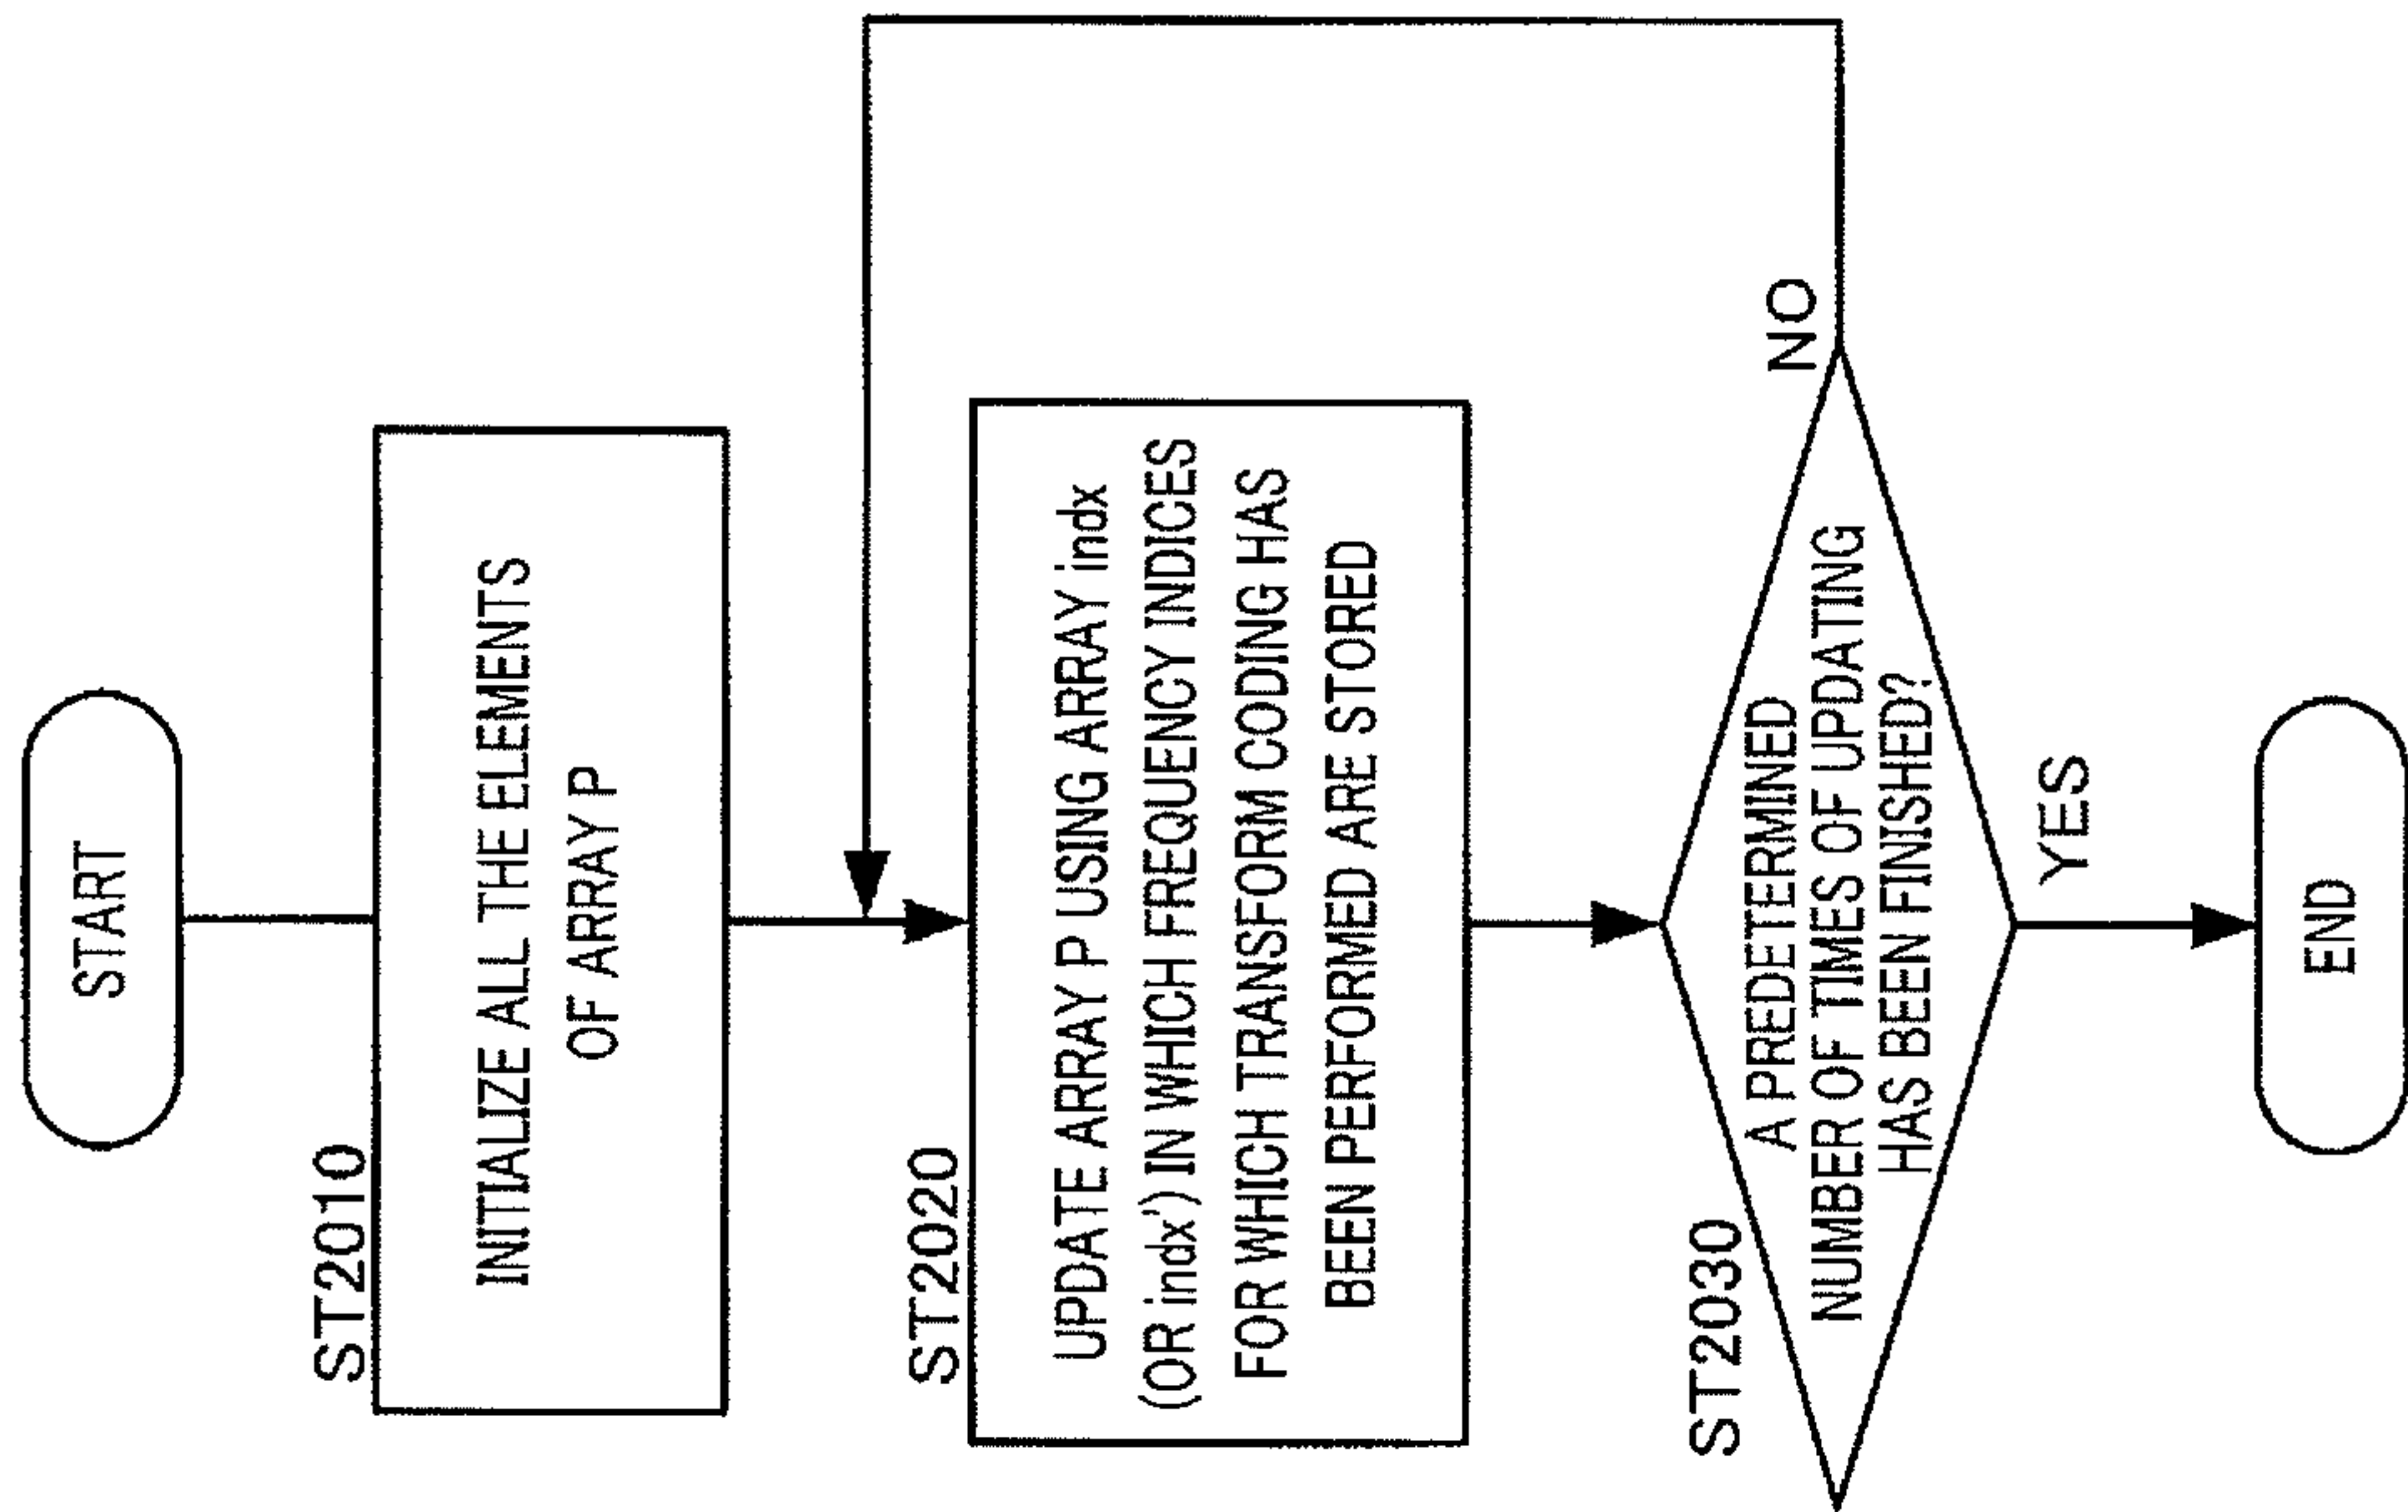 START
ST2010
INITIALIZE ALL THE ELEMENTS
OF ARRAY P
ST2020
UPDATE ARRAY P USING ARRAY indx
(OR indx') IN WHICH FREQUENCY INDICES
FOR WHICH TRANSFORM CODING HAS
BEEN PERFORMED ARE STORED
ST2030
A PREDETERMINED
NUMBER OF TIMES OF UPDATING
HAS BEEN FINISHED?
NO
YES
END